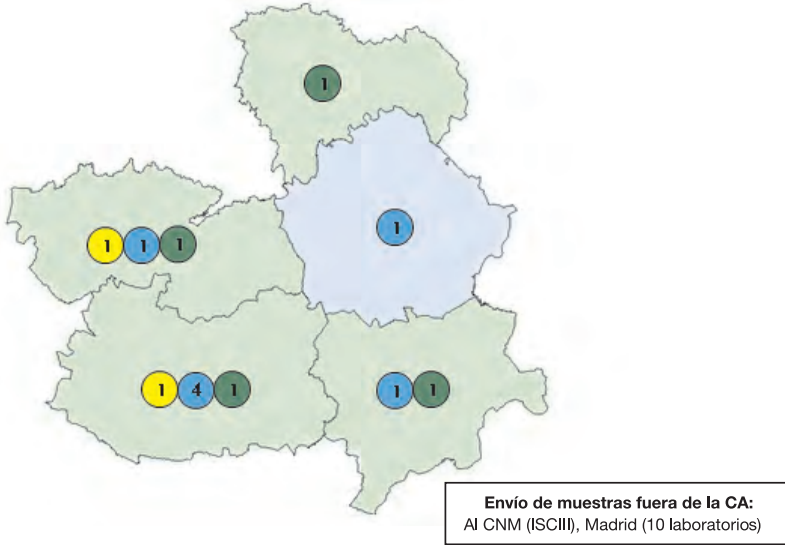 1
1
1 1 1
1 4 1
1 1
Envío de muestras fuera de la CA:
Al CNM (ISCIII), Madrid (10 laboratorios)